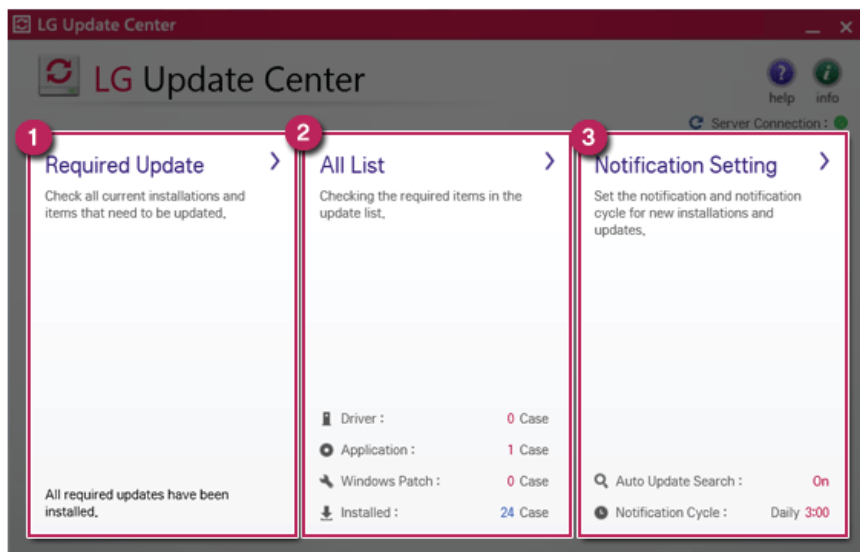 LG Update Center
LG Update Center
help info
Server Connection :
1
Required Update
Check all current installations and
items that need to be updated.
All required updates have been
installed.
2
All List
Checking the required items in the
update list.
Driver : 0 Case
Application : 1 Case
Windows Patch : 0 Case
Installed : 24 Case
3
Notification Setting
Set the notification and notification
cycle for new installations and
updates.
Auto Update Search : On
Notification Cycle : Daily 3:00